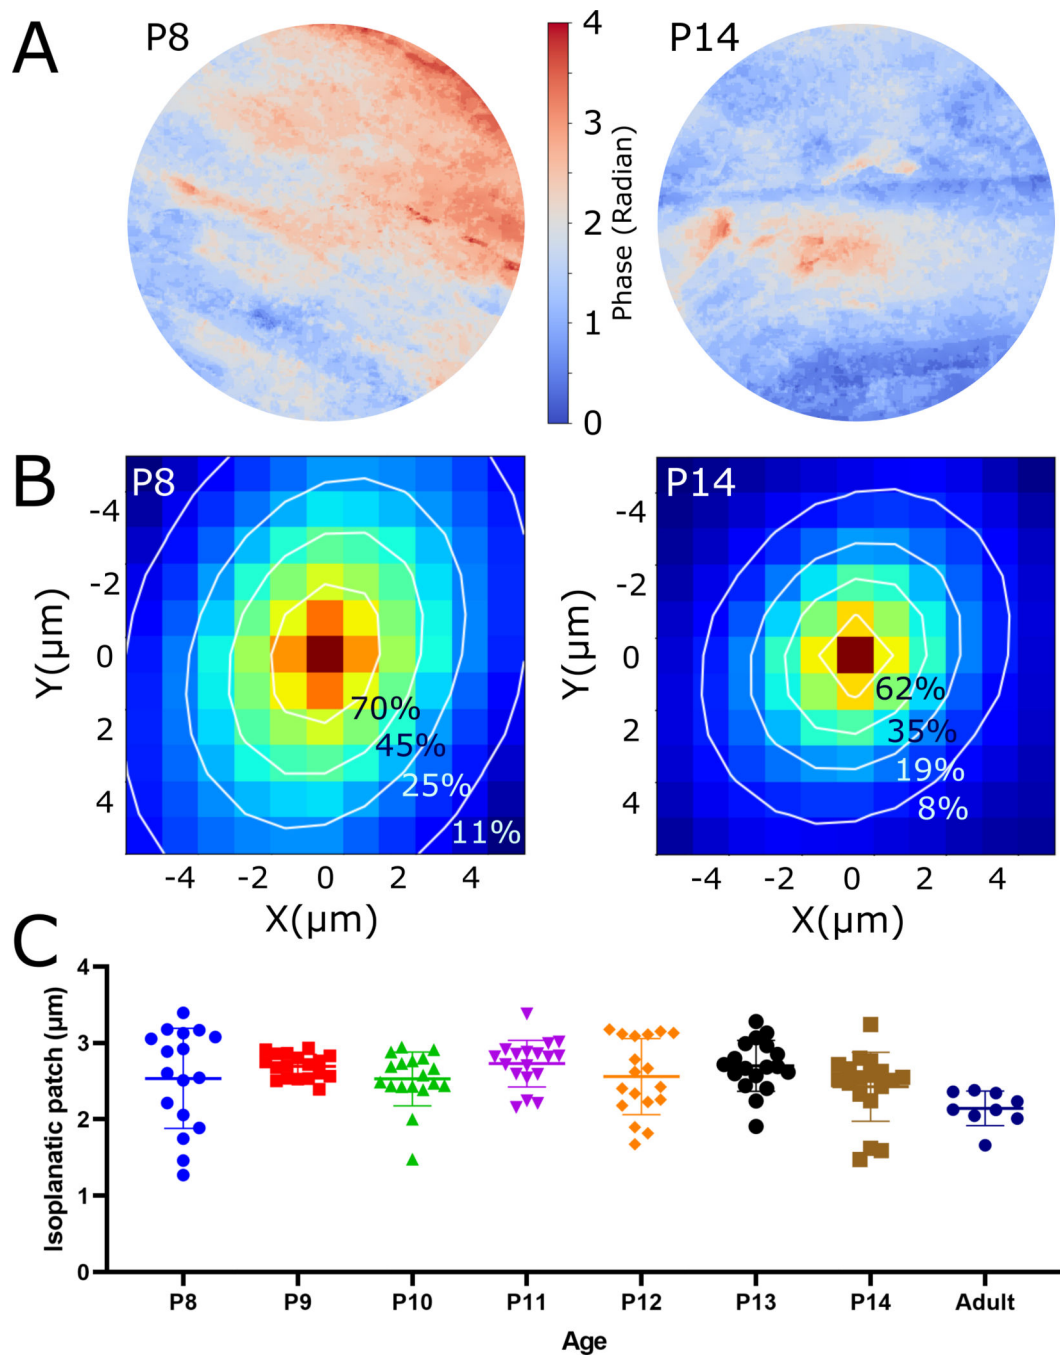 A
P8
P14
4
3
2
1
0
Phase (Radian)
B
P8
P14
-4
-2
0
2
4
Y(μm)
70%
45%
25%
11%
-4
-2
0
2
4
Y(μm)
62%
35%
19%
8%
-4 -2 0 2 4
X(μm)
-4 -2 0 2 4
X(μm)
C
Isoplanatic patch (μm)
4
3
2
1
0
P8 P9 P10 P11 P12 P13 P14 Adult
Age